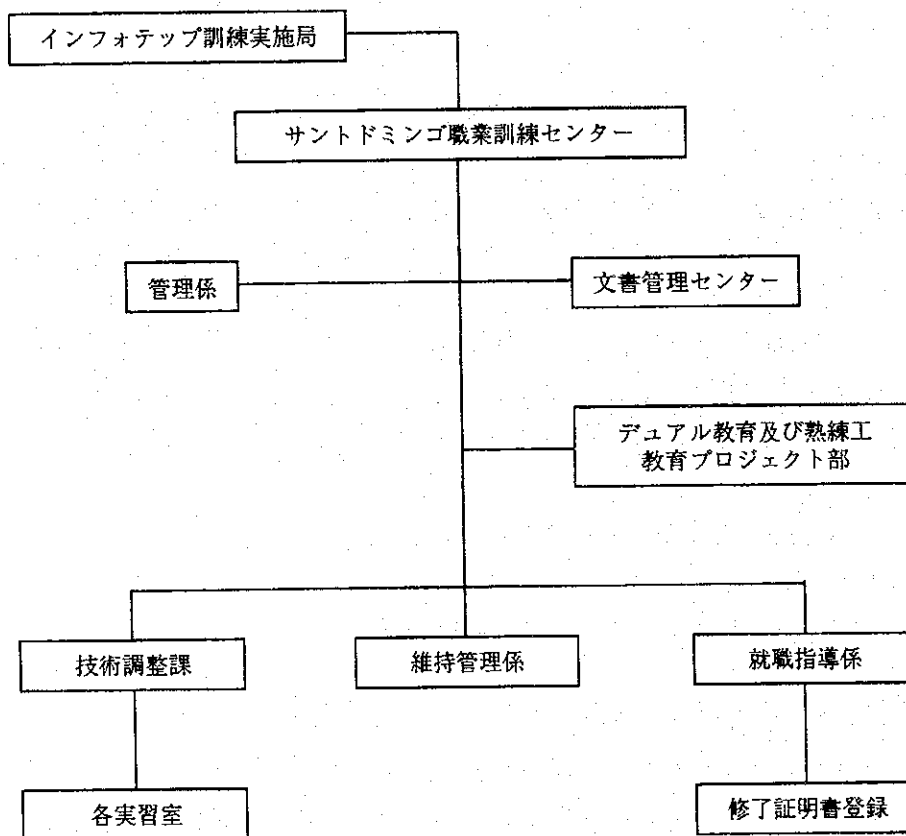 インフォテップ訓練実施局
サントドミンゴ職業訓練センター
管理係
文書管理センター
デュアル教育及び熟練工
教育プロジェクト部
技術調整課
維持管理係
就職指導係
各実習室
修了証明書登録